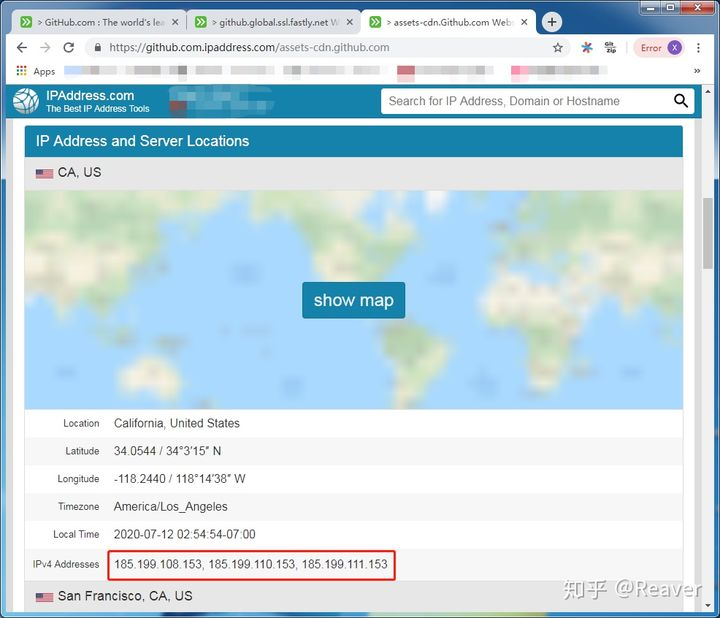 > GitHub.com : The world's lea
> github.global.ssl.fastly.net W
> assets-cdn.Github.com Webs
https://github.com.ipaddress.com/assets-cdn.github.com
Error X
Apps
IPAddress.com
The Best IP Address Tools
Search for IP Address, Domain or Hostname
IP Address and Server Locations
CA, US
show map
Location California, United States
Latitude 34.0544 / 34°3′15″ N
Longitude -118.2440 / 118°14′38″ W
Timezone America/Los_Angeles
Local Time 2020-07-12 02:54:54-07:00
IPv4 Addresses 185.199.108.153, 185.199.110.153, 185.199.111.153
San Francisco, CA, US
知乎 @Reaver